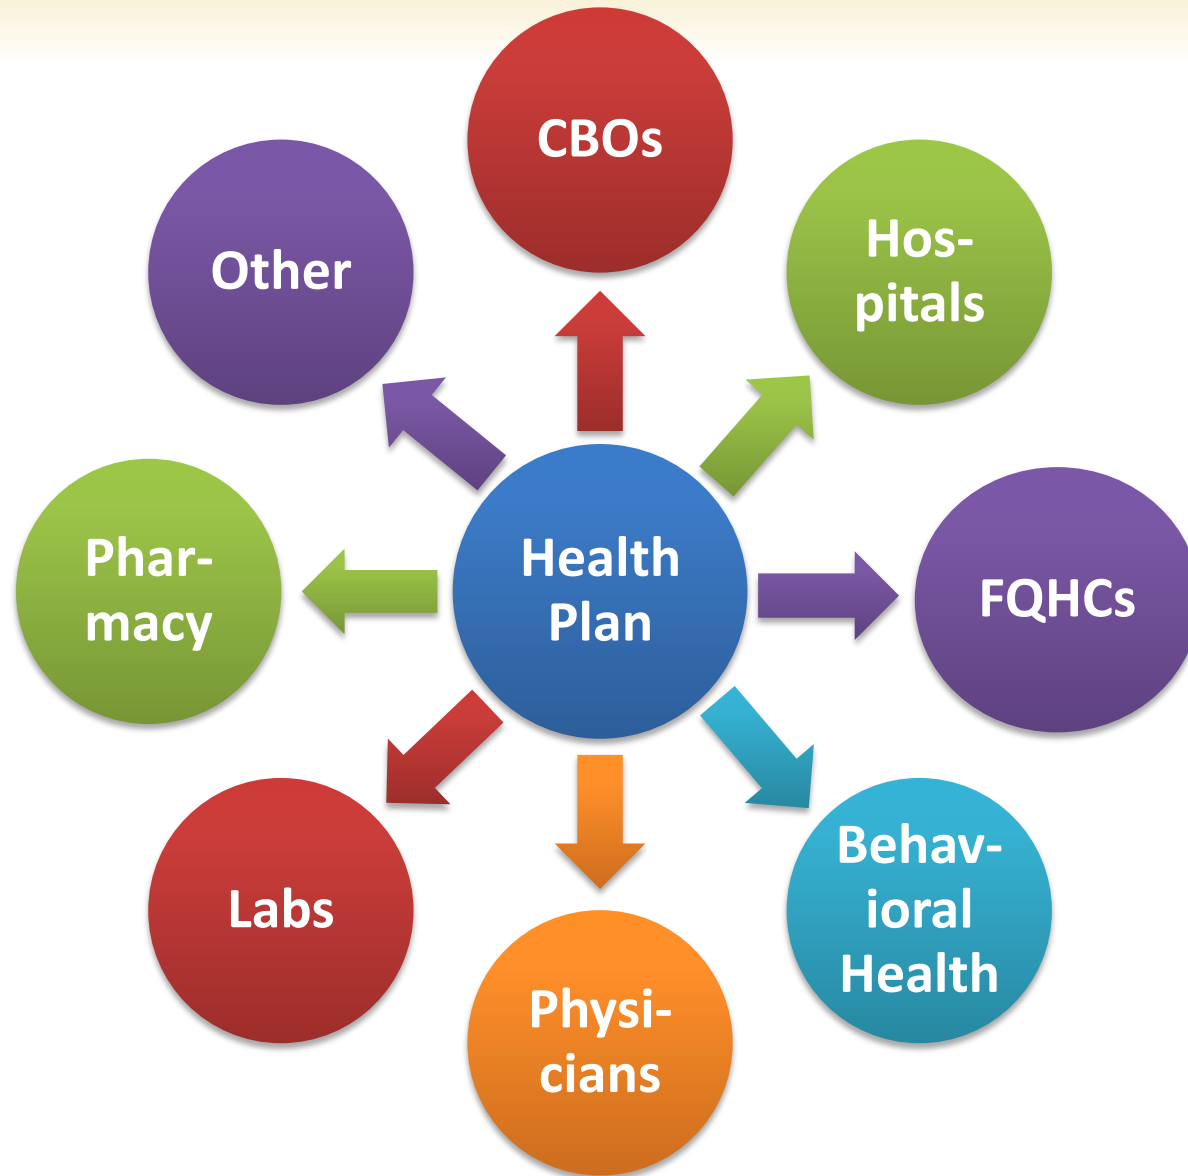 CBOs
Hos-
pitals
Other
Health
Plan
Phar-
macy
FQHCs
Labs
Behav-
ioral
Health
Physi-
cians